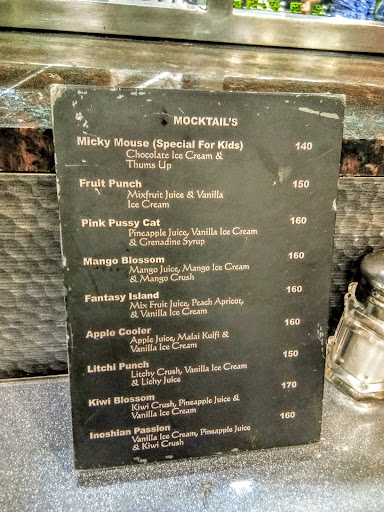 MOCKTAIL'S
Micky Mouse (Special For Kids) 140
Chocolate Ice Cream &
Thums Up
Fruit Punch 150
Mixfruit Juice & Vanilla
Ice Cream
Pink Pussy Cat 160
Pineapple Juice, Vanilla Ice Cream
& Grenadine Syrup
Mango Blossom 160
Mango Juice, Mango Ice Cream
& Mango Crush
Fantasy Island 160
Mix Fruit Juice, Peach Apricot,
& Vanilla Ice Cream
Apple Cooler 160
Apple Juice, Malai Kulfi &
Vanilla Ice Cream
Litchi Punch 150
Litchy Crush, Vanilla Ice Cream
& Lichy Juice
Kiwi Blossom 170
Kiwi Crush, Pineapple Juice &
Vanilla Ice Cream
Inoshian Passion 160
Vanilla Ice Cream, Pineapple Juice
& Kiwi Crush